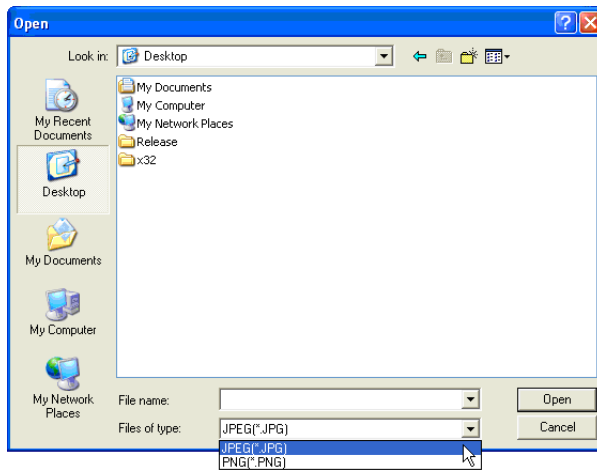 Open
Look in:
Desktop
My Recent
Documents
Desktop
My Documents
My Computer
My Network
Places
My Documents
My Computer
My Network Places
Release
x32
File name:
Open
Files of type:
JPEG(*.JPG)
Cancel
JPEG(*.JPG)
PNG(*.PNG)